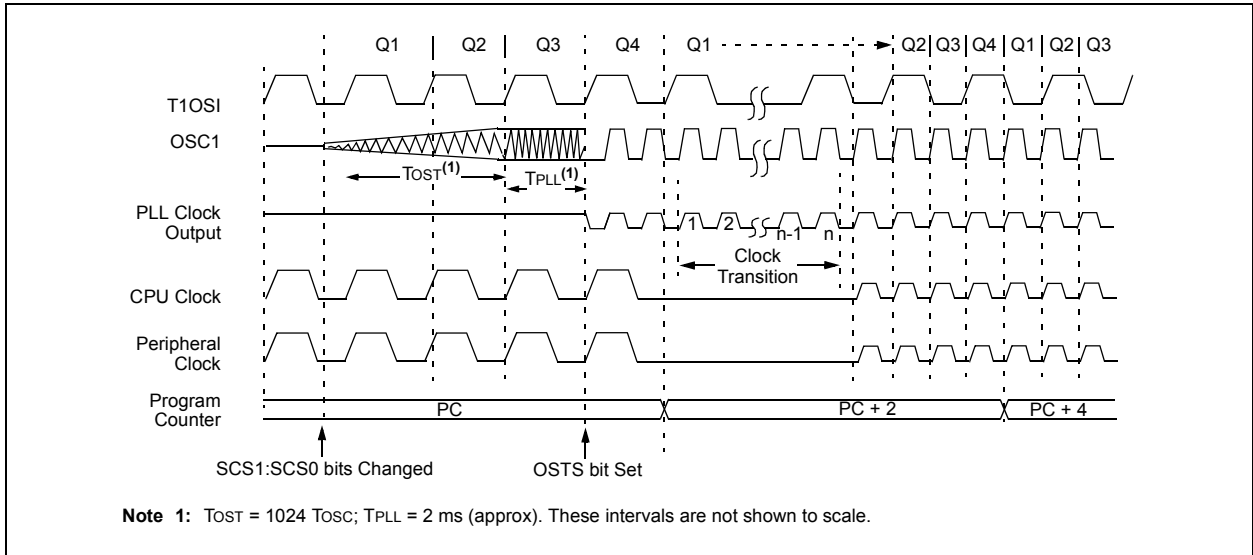 Q1 Q2 Q3 Q4 Q1 Q2 Q3 Q4 Q1 Q2 Q3
T1OSI
OSC1
TOST(1)
TPLL(1)
PLL Clock
Output
1 2 n-1 n
Clock
Transition
CPU Clock
Peripheral
Clock
Program
Counter
PC PC + 2 PC + 4
SCS1:SCS0 bits Changed OSTS bit Set
Note 1: TOST = 1024 TOSC; TPLL = 2 ms (approx). These intervals are not shown to scale.